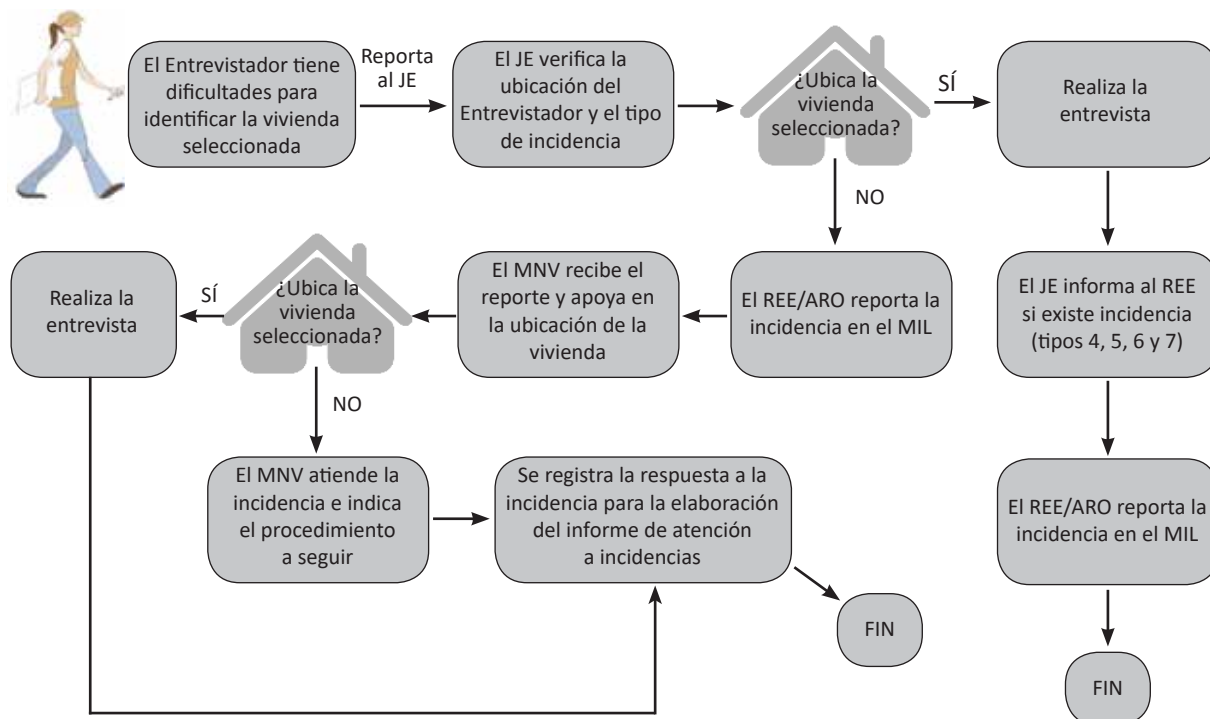 El Entrevistador tiene
dificultades para
identificar la vivienda
seleccionada
Reporta
al JE
El JE verifica la
ubicación del
Entrevistador y el tipo
de incidencia
¿Ubica la
vivienda
seleccionada?
SÍ
Realiza la
entrevista
NO
El JE informa al REE
si existe incidencia
(tipos 4, 5, 6 y 7)
El REE/ARO reporta la
incidencia en el MIL
FIN
El REE/ARO reporta la
incidencia en el MIL
El MNV recibe el
reporte y apoya en
la ubicación de la
vivienda
¿Ubica la
vivienda
seleccionada?
SÍ
Realiza la
entrevista
NO
El MNV atiende la
incidencia e indica
el procedimiento
a seguir
Se registra la respuesta a la
incidencia para la elaboración
del informe de atención
a incidencias
FIN